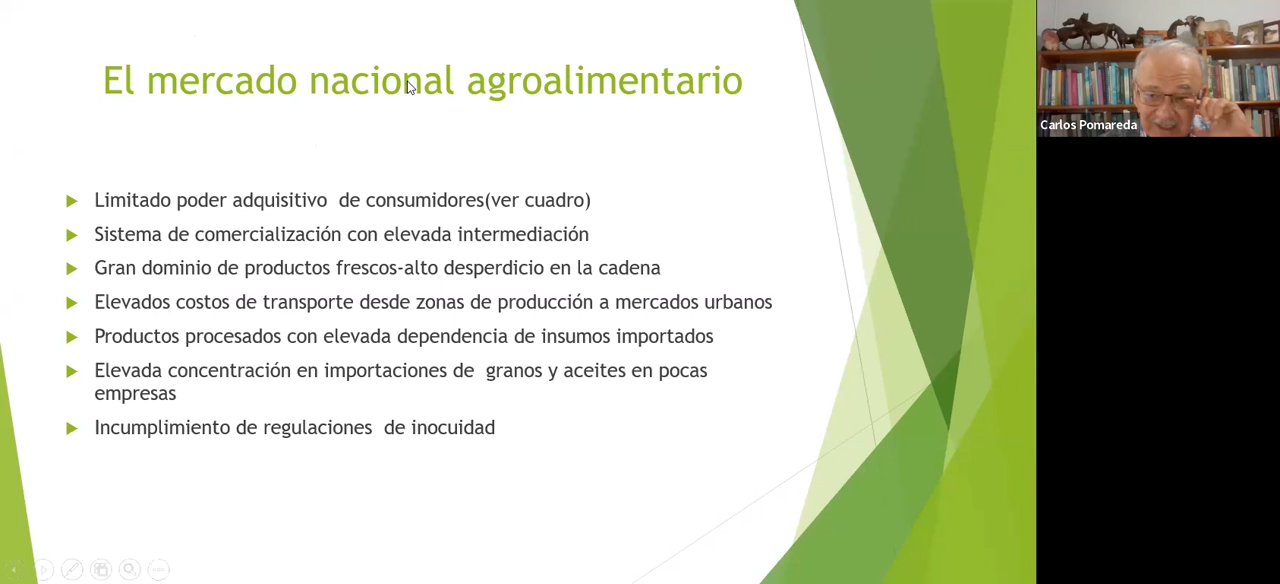 El mercado nacional agroalimentario
Limitado poder adquisitivo  de consumidores(ver cuadro)
Sistema de comercialización con elevada intermediación
Gran dominio de productos frescos-alto desperdicio en la cadena
Elevados costos de transporte desde zonas de producción a mercados urbanos
Productos procesados con elevada dependencia de insumos importados
Elevada concentración en importaciones de  granos y aceites en pocas
empresas
Incumplimiento de regulaciones  de inocuidad
Carlos Pomareda